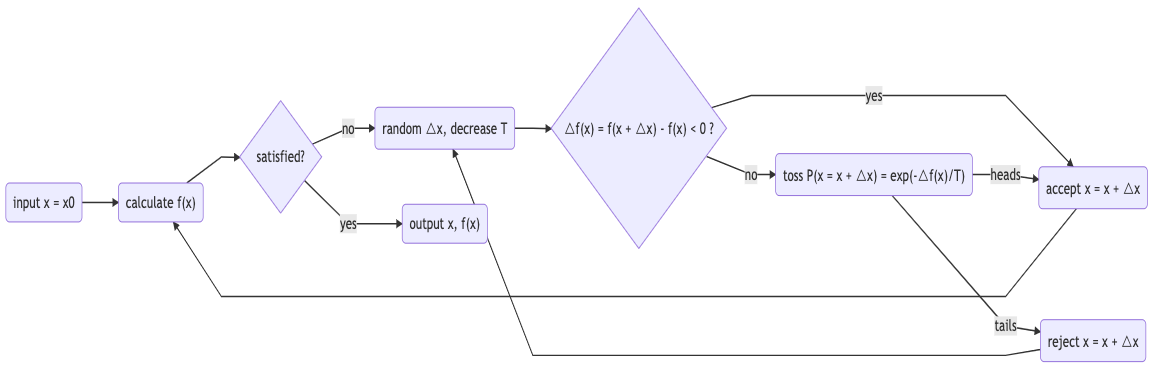 input x = x0
calculate f(x)
satisfied?
no
yes
random △x, decrease T
output x, f(x)
△f(x) = f(x + △x) - f(x) < 0 ?
yes
no
toss P(x = x + △x) = exp(-△f(x)/T)
heads
tails
accept x = x + △x
reject x = x + △x